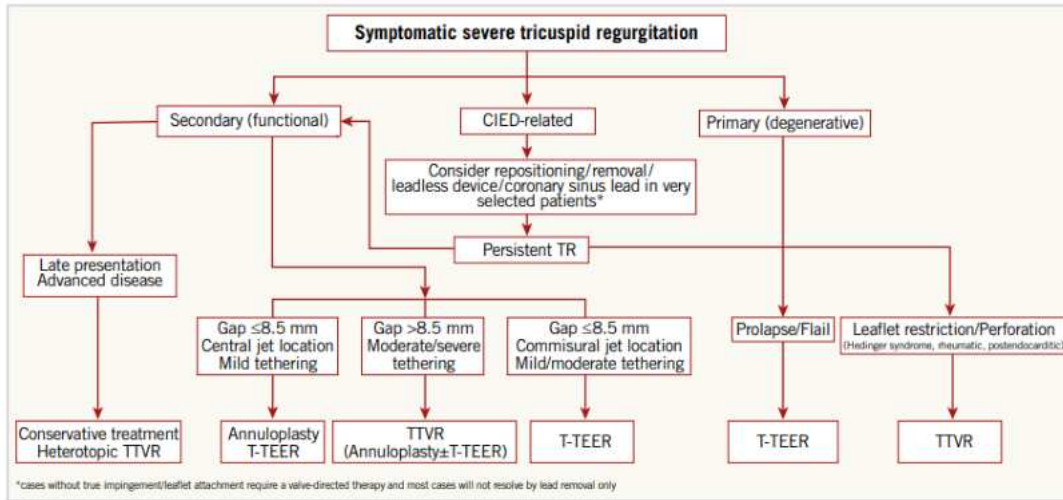 Symptomatic severe tricuspid regurgitation
Secondary (functional)
CIED-related
Primary (degenerative)
Consider repositioning/removal/
leadless device/coronary sinus lead in very
selected patients*
Persistent TR
Late presentation
Advanced disease
Gap ≤8.5 mm
Central jet location
Mild tethering
Gap >8.5 mm
Moderate/severe
tethering
Gap ≤8.5 mm
Commisural jet location
Mild/moderate tethering
Prolapse/Flail
Leaflet restriction/Perforation
(Hedinger syndrome, rheumatic, postendocarditic)
Conservative treatment
Heterotopic TTVR
Annuloplasty
T-TEER
TTVR
(Annuloplasty±T-TEER)
T-TEER
T-TEER
TTVR
*cases without true impingement/leaflet attachment require a valve-directed therapy and most cases will not resolve by lead removal only